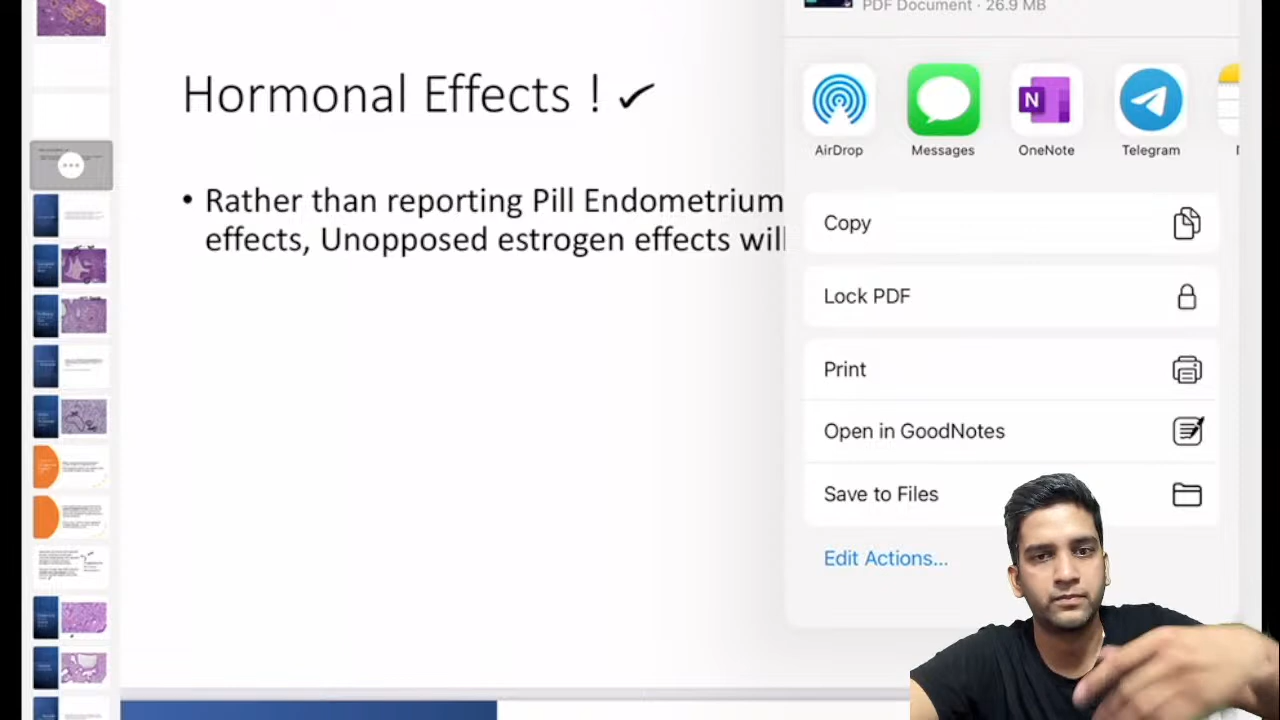 PDF Document · 26.9 MB
Hormonal Effects !
AirDrop
Messages
OneNote
Telegram
• Rather than reporting Pill Endometrium
effects, Unopposed estrogen effects will
Copy
Lock PDF
Print
Open in GoodNotes
Save to Files
Edit Actions...